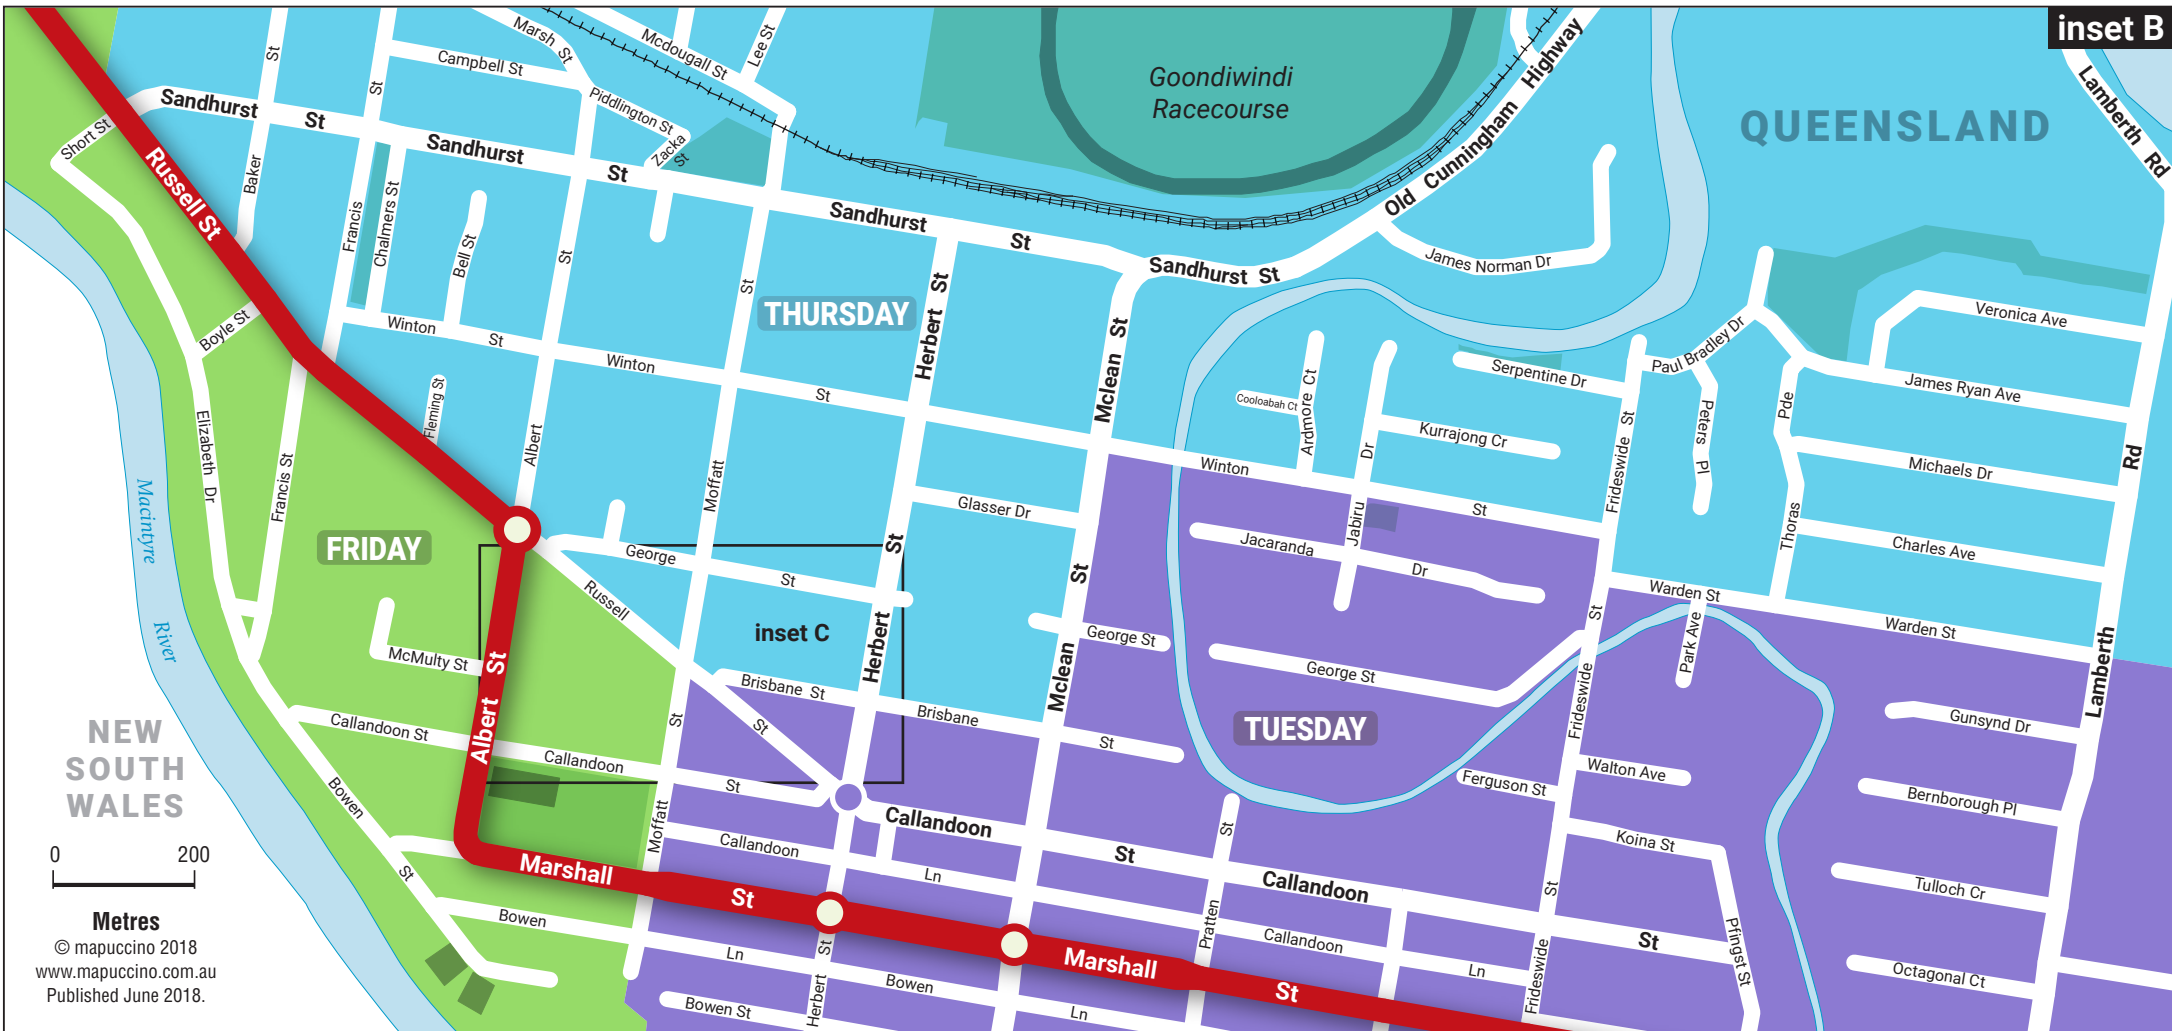 inset B
Marsh St
Mcdougall St
Lee St
St
St
Campbell St
Piddlington St
Zacka
St
Goondiwindi
Racecourse
Old Cunningham Highway
QUEENSLAND
Lamberth Rd
Sandhurst
St
Sandhurst
St
Sandhurst
St
Sandhurst St
Short St
Russell St
Baker
Francis
Chalmers St
Bell St
St
St
James Norman Dr
THURSDAY
Herbert St
Mclean St
Boyle St
Winton
St
Winton
St
Winton
St
Veronica Ave
Paul Bradley Dr
Serpentine Dr
James Ryan Ave
Cooloabah Ct
Ardmore Ct
Jabiru
Dr
Kurrajong Cr
Frideswide St
Peters Pl
Thoras
Pde
Michaels Dr
Charles Ave
Rd
Fleming St
Albert
Moffatt
Elizabeth Dr
Francis St
FRIDAY
Macintyre
River
Glasser Dr
George
St
Russell
St
inset C
Herbert
St
Mclean
St
George St
Jacaranda
Dr
George St
Warden St
Warden St
Park Ave
St
Frideswide
Lamberth
McMulty St
Albert St
Brisbane St
Brisbane
St
TUESDAY
Gunsynd Dr
NEW
SOUTH
WALES
Callandoon St
Callandoon
St
St
Moffatt
Ferguson St
Walton Ave
Bernborough Pl
Bowen
St
Callandoon
St
Callandoon
St
Koina St
Callandoon
Ln
Callandoon
Ln
Tulloch Cr
Pratten
St
St
Frideswide
Pfingst St
Octagonal Ct
Marshall
St
Marshall
St
Bowen
Ln
Bowen
Ln
Bowen St
Herbert
St
0 200
Metres
© mapuccino 2018
www.mapuccino.com.au
Published June 2018.